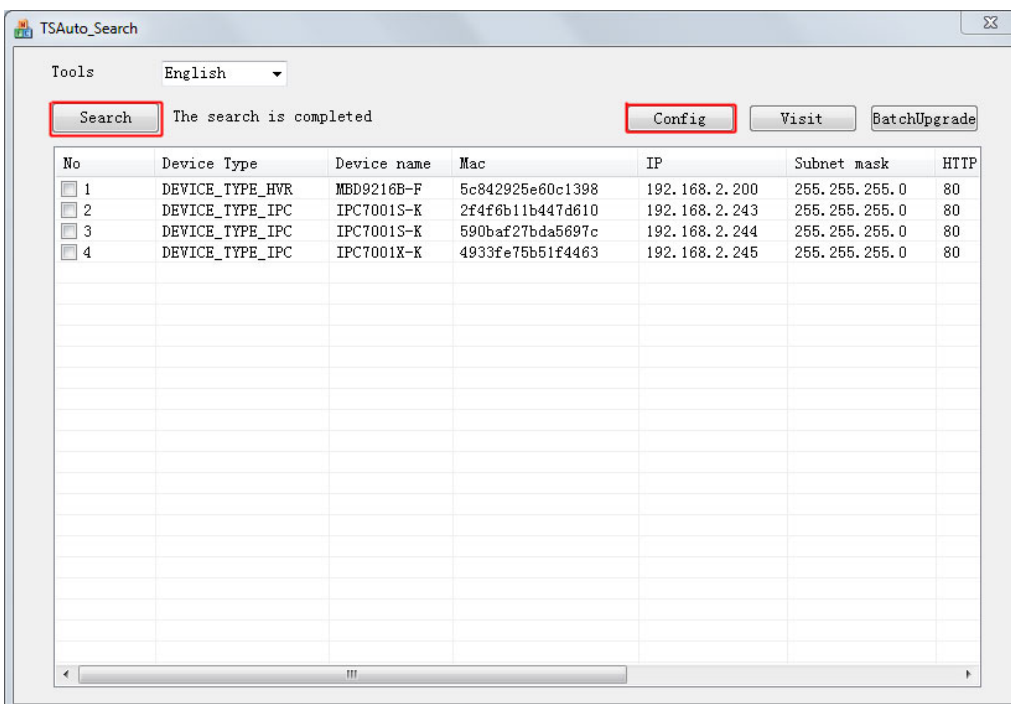 TSAuto_Search
Tools English
Search The search is completed Config Visit BatchUpgrade
No Device Type Device name Mac IP Subnet mask HTTP
1 DEVICE_TYPE_HVR MBD9216B-F 5c842925e60c1398 192.168.2.200 255.255.255.0 80
2 DEVICE_TYPE_IPC IPC7001S-K 2f4f6b11b447d610 192.168.2.243 255.255.255.0 80
3 DEVICE_TYPE_IPC IPC7001S-K 590baf27bda5697c 192.168.2.244 255.255.255.0 80
4 DEVICE_TYPE_IPC IPC7001X-K 4933fe75b51f4463 192.168.2.245 255.255.255.0 80